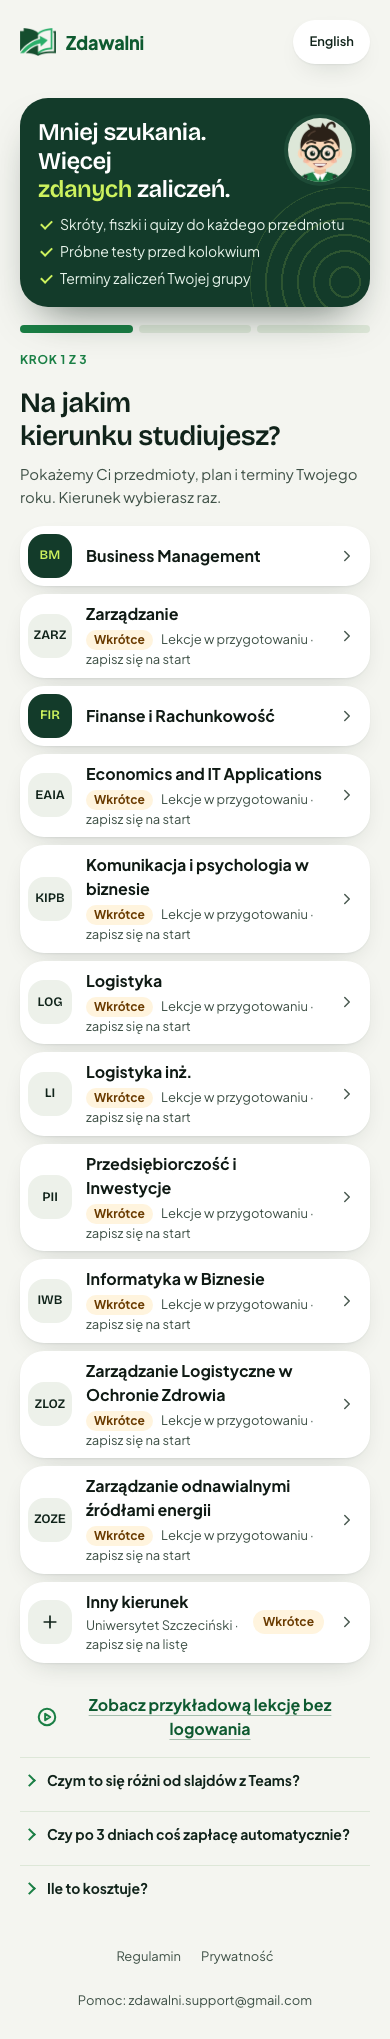 Zdawalni
English
Mniej szukania.
Więcej
zdanych zaliczeń.
Skróty, fiszki i quizy do każdego przedmiotu
Próbne testy przed kolokwium
Terminy zaliczeń Twojej grupy
KROK 1 Z 3
Na jakim
kierunku studiujesz?
Pokażemy Ci przedmioty, plan i terminy Twojego
roku. Kierunek wybierasz raz.
BM
Business Management
ZARZ
Zarządzanie
Wkrótce Lekcje w przygotowaniu ·
zapisz się na start
FIR
Finanse i Rachunkowość
EAIA
Economics and IT Applications
Wkrótce Lekcje w przygotowaniu ·
zapisz się na start
KIPB
Komunikacja i psychologia w
biznesie
Wkrótce Lekcje w przygotowaniu ·
zapisz się na start
LOG
Logistyka
Wkrótce Lekcje w przygotowaniu ·
zapisz się na start
LI
Logistyka inż.
Wkrótce Lekcje w przygotowaniu ·
zapisz się na start
PII
Przedsiębiorczość i
Inwestycje
Wkrótce Lekcje w przygotowaniu ·
zapisz się na start
IWB
Informatyka w Biznesie
Wkrótce Lekcje w przygotowaniu ·
zapisz się na start
ZLOZ
Zarządzanie Logistyczne w
Ochronie Zdrowia
Wkrótce Lekcje w przygotowaniu ·
zapisz się na start
ZOZE
Zarządzanie odnawialnymi
źródłami energii
Wkrótce Lekcje w przygotowaniu ·
zapisz się na start
Inny kierunek
Uniwersytet Szczeciński ·
zapisz się na listę
Wkrótce
Zobacz przykładową lekcję bez
logowania
Czym to się różni od slajdów z Teams?
Czy po 3 dniach coś zapłacę automatycznie?
Ile to kosztuje?
Regulamin Prywatność
Pomoc: zdawalni.support@gmail.com